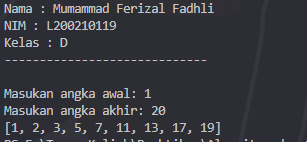 Nama : Mumammad Ferizal Fadhli
NIM : L200210119
Kelas : D
-----------------------------
Masukan angka awal: 1
Masukan angka akhir: 20
[1, 2, 3, 5, 7, 11, 13, 17, 19]